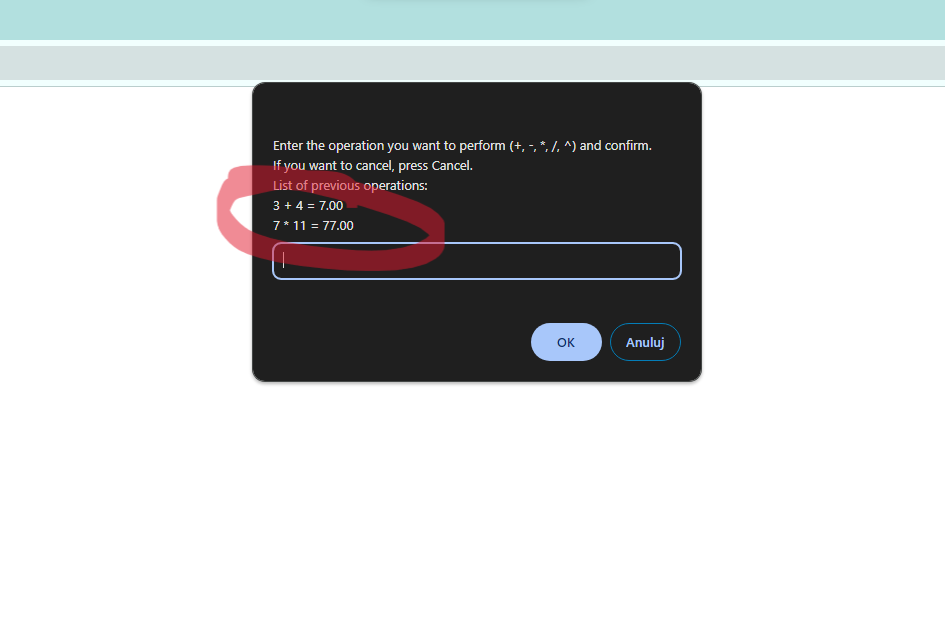 Enter the operation you want to perform (+, -, *, /, ^) and confirm.
If you want to cancel, press Cancel.
List of previous operations:
3 + 4 = 7.00
7 * 11 = 77.00
OK
Anuluj